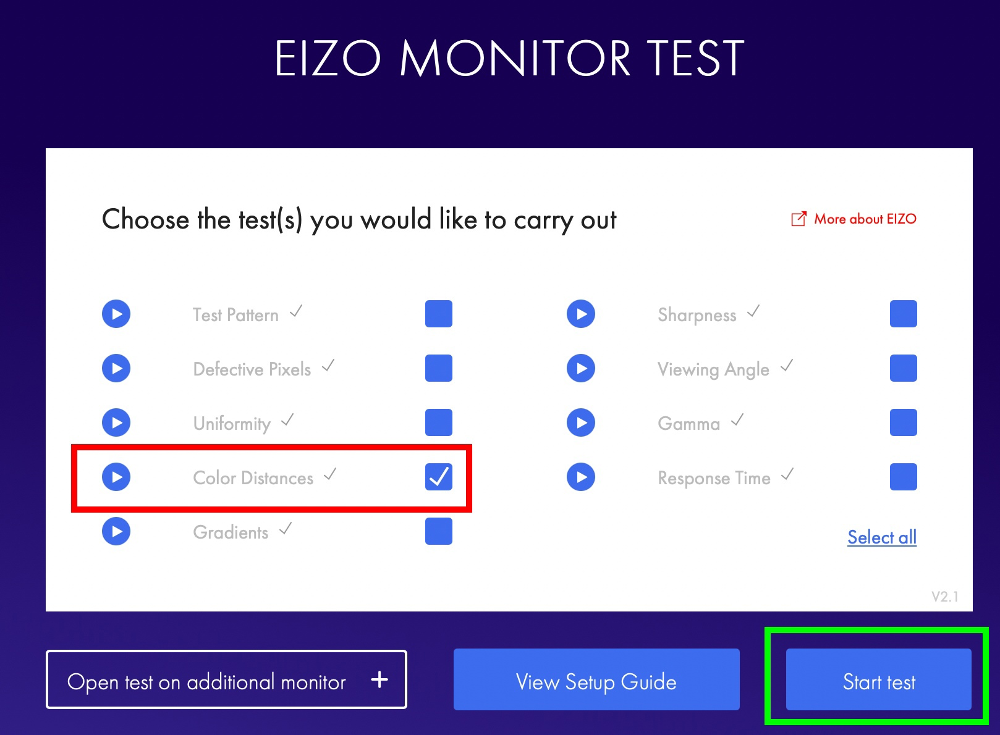 EIZO MONITOR TEST
Choose the test(s) you would like to carry out
More about EIZO
Test Pattern
Defective Pixels
Uniformity
Color Distances
Gradients
Sharpness
Viewing Angle
Gamma
Response Time
Select all
V2.1
Open test on additional monitor +
View Setup Guide
Start test